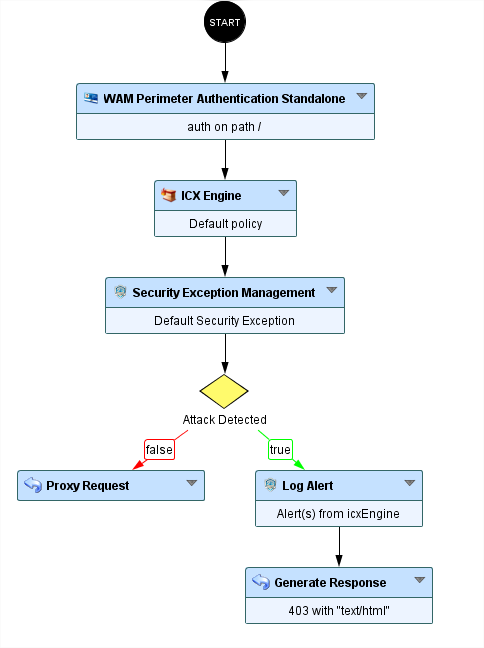 START
WAM Perimeter Authentication Standalone
auth on path /
ICX Engine
Default policy
Security Exception Management
Default Security Exception
Attack Detected
false
true
Proxy Request
Log Alert
Alert(s) from icxEngine
Generate Response
403 with "text/html"